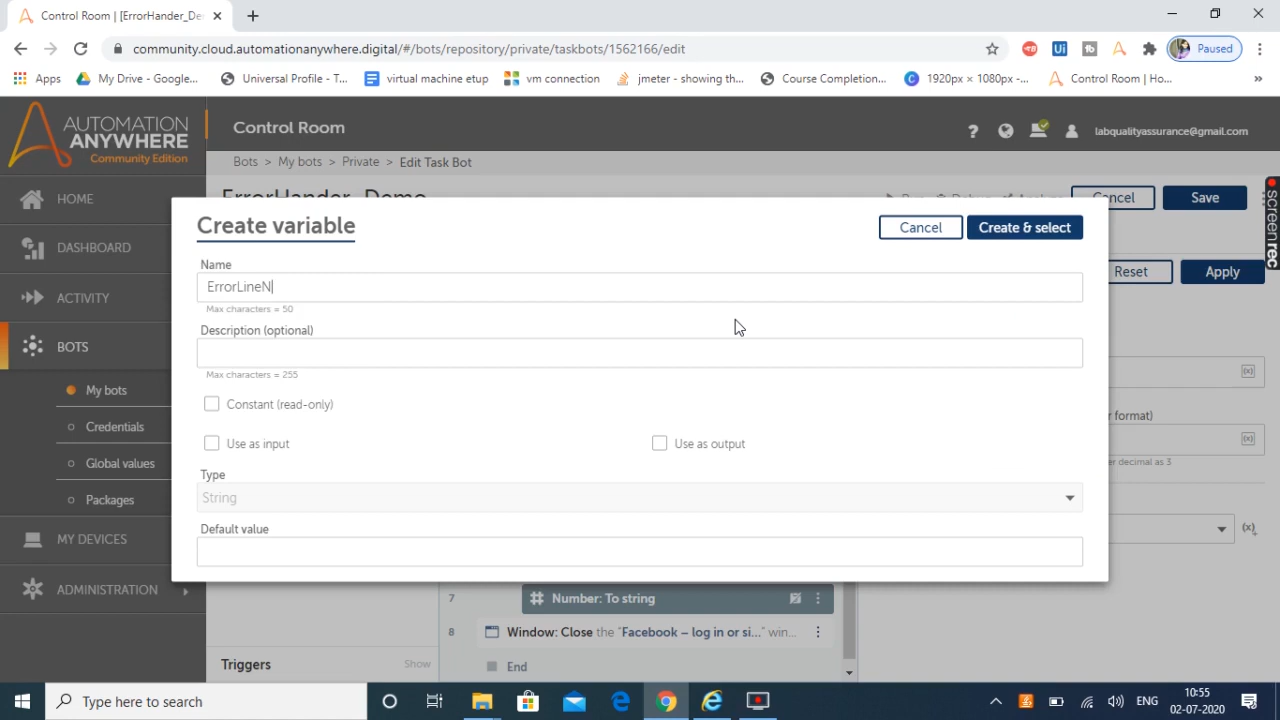 Control Room | [ErrorHander_De
community.cloud.automationanywhere.digital/#/bots/repository/private/taskbots/1562166/edit
Paused
Apps
My Drive - Google...
Universal Profile - T...
virtual machine etup
vm connection
jmeter - showing th...
Course Completion...
1920px × 1080px –...
Control Room | Ho...
AUTOMATION
ANYWHERE
Community Edition
Control Room
labqualityassurance@gmail.com
Bots > My bots > Private > Edit Task Bot
ErrorHander_Demo
Cancel
Save
HOME
DASHBOARD
ACTIVITY
BOTS
My bots
Credentials
Global values
Packages
MY DEVICES
ADMINISTRATION
Create variable
Cancel
Create & select
Name
ErrorLineN
Max characters = 50
Description (optional)
Max characters = 255
Constant (read-only)
Use as input
Use as output
Type
String
Default value
Reset
Apply
r format)
er decimal as 3
7
Number: To string
8
Window: Close the "Facebook – log in or si..." win...
End
Triggers
Show
screenrec
Type here to search
ENG
10:55
02-07-2020